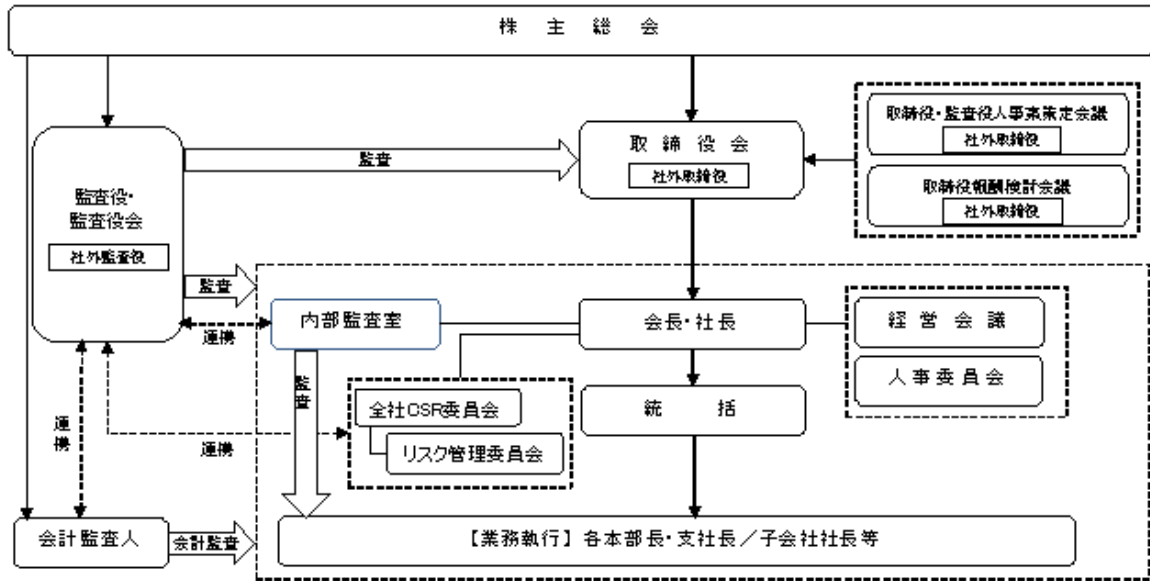 株主総会
取締役・監査役人事案策定会議
社外取締役
取締役会
社外取締役
監査
取締役報酬検討会議
社外取締役
監査役・
監査役会
社外監査役
監査
内部監査室
会長・社長
経営会議
連携
人事委員会
監査
全社CSR委員会
統括
連携
連携
リスク管理委員会
会計監査人
会計監査
【業務執行】各本部長・支社長／子会社社長等